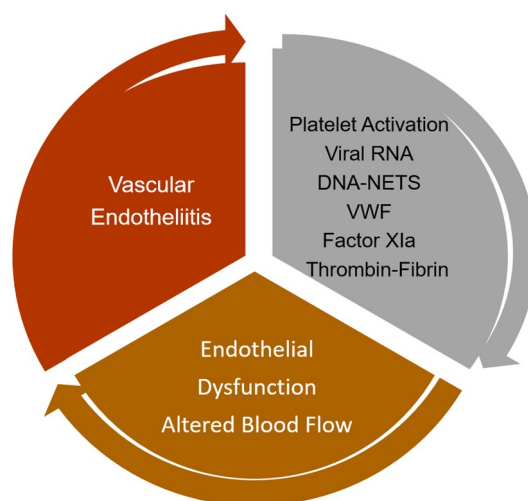 Vascular
Endotheliitis
Platelet Activation
Viral RNA
DNA-NETS
VWF
Factor XIa
Thrombin-Fibrin
Endothelial
Dysfunction
Altered Blood Flow